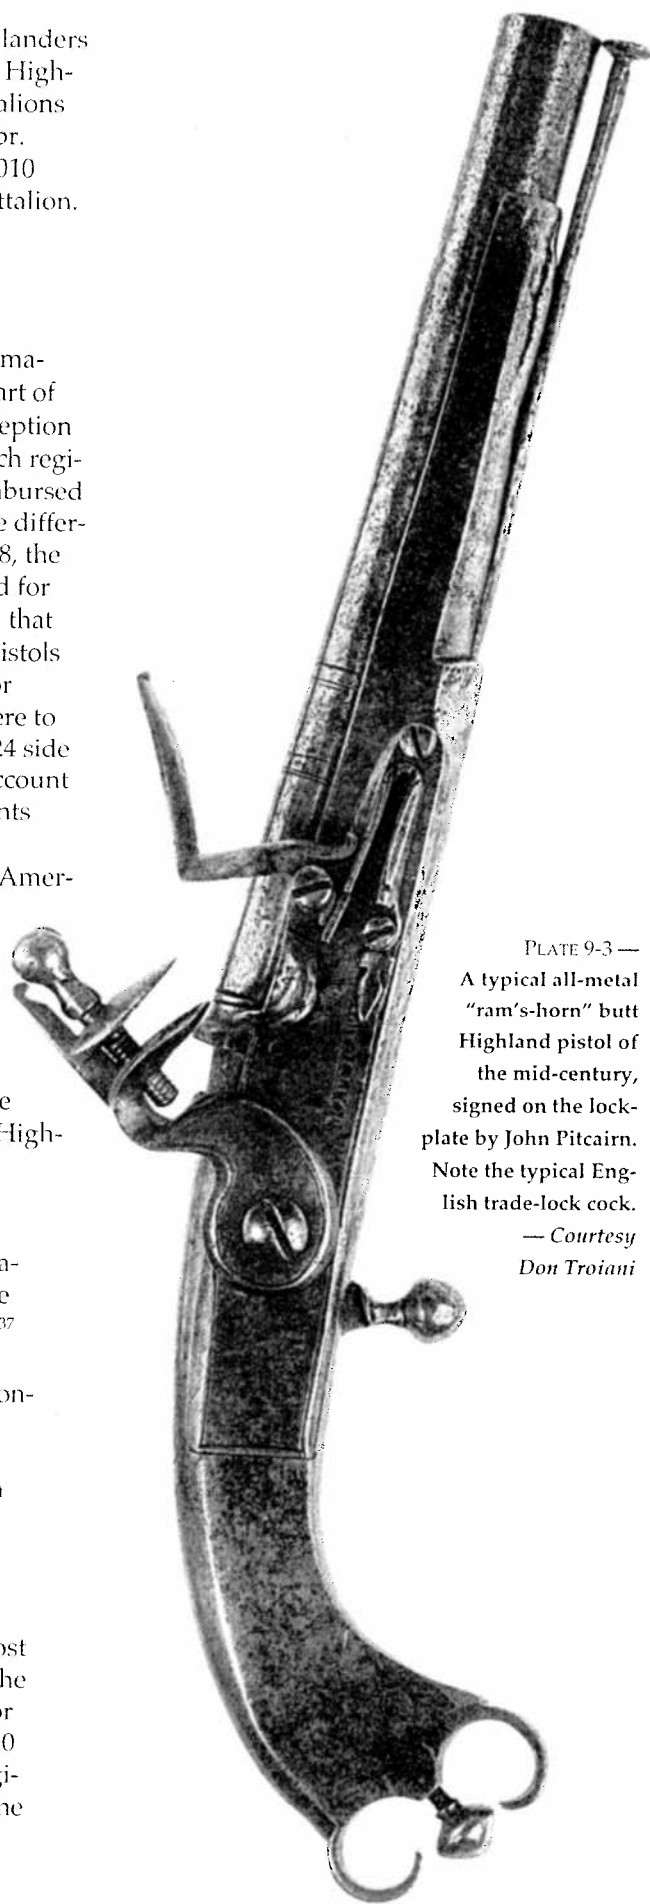 landers
High-
alions
or.
010
ttalion.
ma-
art of
eption
ch regi-
bursed
e differ-
8, the
d for
that
istols
or
ere to
24 side
ccount
nts
Amer-
PLATE 9-3 —
A typical all-metal
"ram's-horn" butt
Highland pistol of
the mid-century,
signed on the lock-
plate by John Pitcairn.
Note the typical Eng-
lish trade-lock cock.
— Courtesy
Don Troiani
e
High-
a-
e
37
on-
ost
he
or
0
gi-
ne